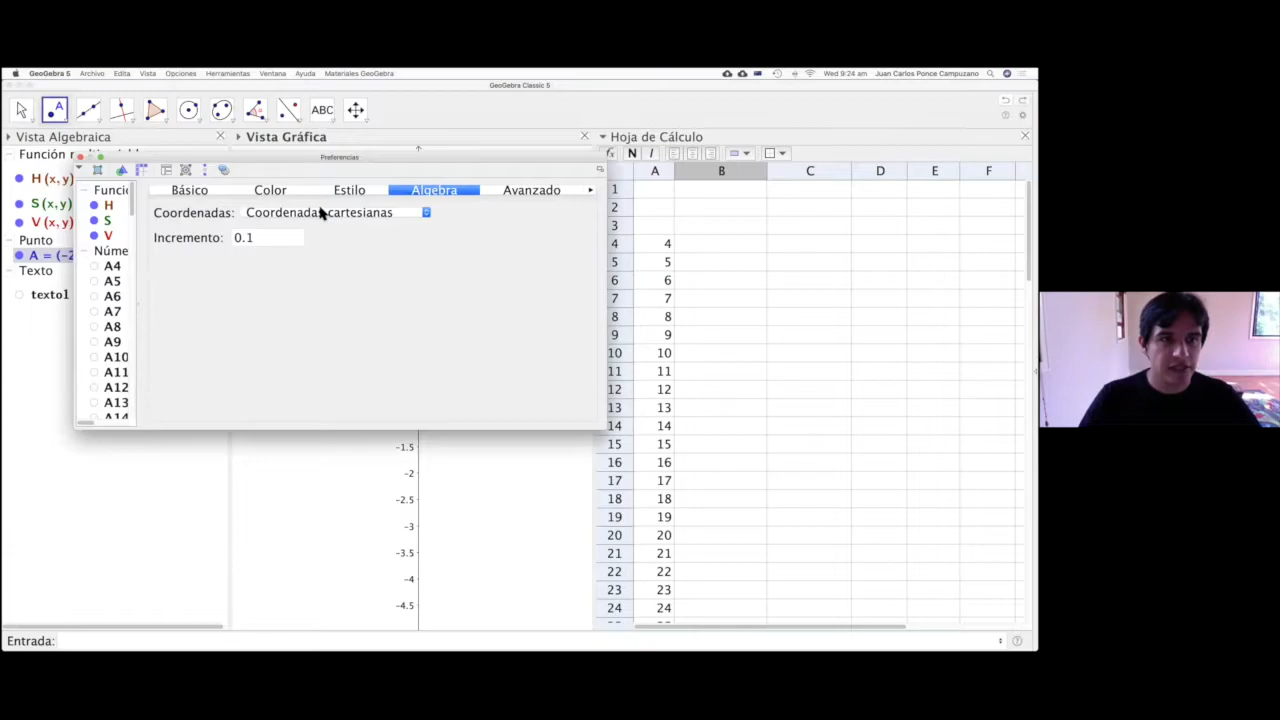 GeoGebra 5 Archivo Edita Vista Opciones Herramientas Ventana Ayuda Materiales GeoGebra Wed 9:24 am Juan Carlos Ponce Campuzano
GeoGebra Classic 5
ABC
Vista Algebraica
Vista Gráfica
Hoja de Cálculo
Función
H (x, y)
S (x, y)
V (x, y)
Punto
A = (-2
Texto
texto1
Preferencias
Básico Color Estilo Álgebra Avanzado
Coordenadas: Coordenadas cartesianas
Incremento: 0.1
Funció
H
S
V
Núme
A4
A5
A6
A7
A8
A9
A10
A11
A12
A13
A14
-1.5
-2
-2.5
-3
-3.5
-4
-4.5
N I
A B C D E F
1
2
3
4 4
5 5
6 6
7 7
8 8
9 9
10 10
11 11
12 12
13 13
14 14
15 15
16 16
17 17
18 18
19 19
20 20
21 21
22 22
23 23
24 24
Entrada: